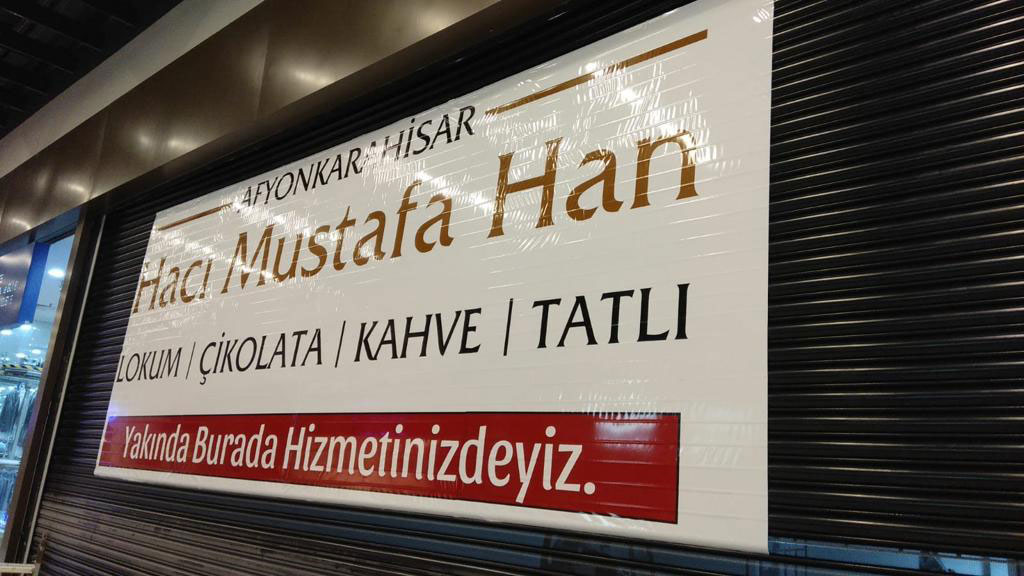 AFYONKARAHİSAR
Hacı Mustafa Han
LOKUM / ÇİKOLATA / KAHVE / TATLI
Yakında Burada Hizmetinizdeyiz.